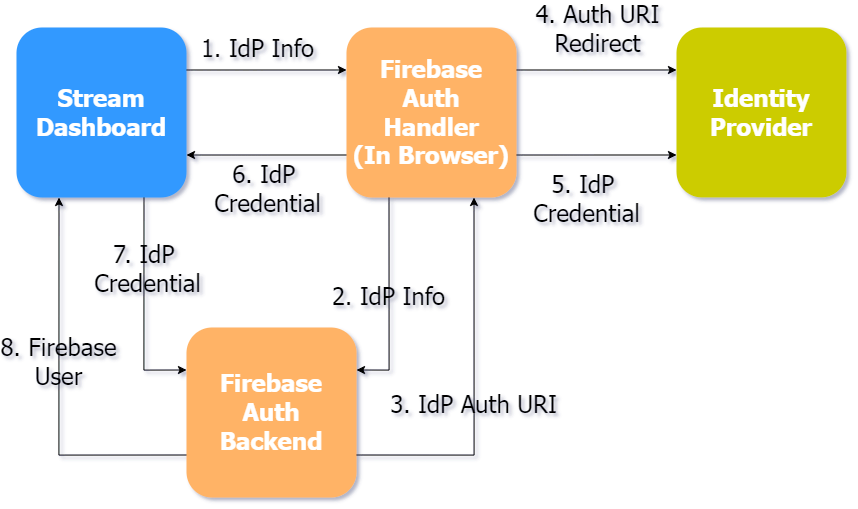 4. Auth URI
Redirect
1. IdP Info
Stream
Dashboard
Firebase
Auth
Handler
(In Browser)
Identity
Provider
6. IdP
Credential
5. IdP
Credential
7. IdP
Credential
2. IdP Info
8. Firebase
User
Firebase
Auth
Backend
3. IdP Auth URI